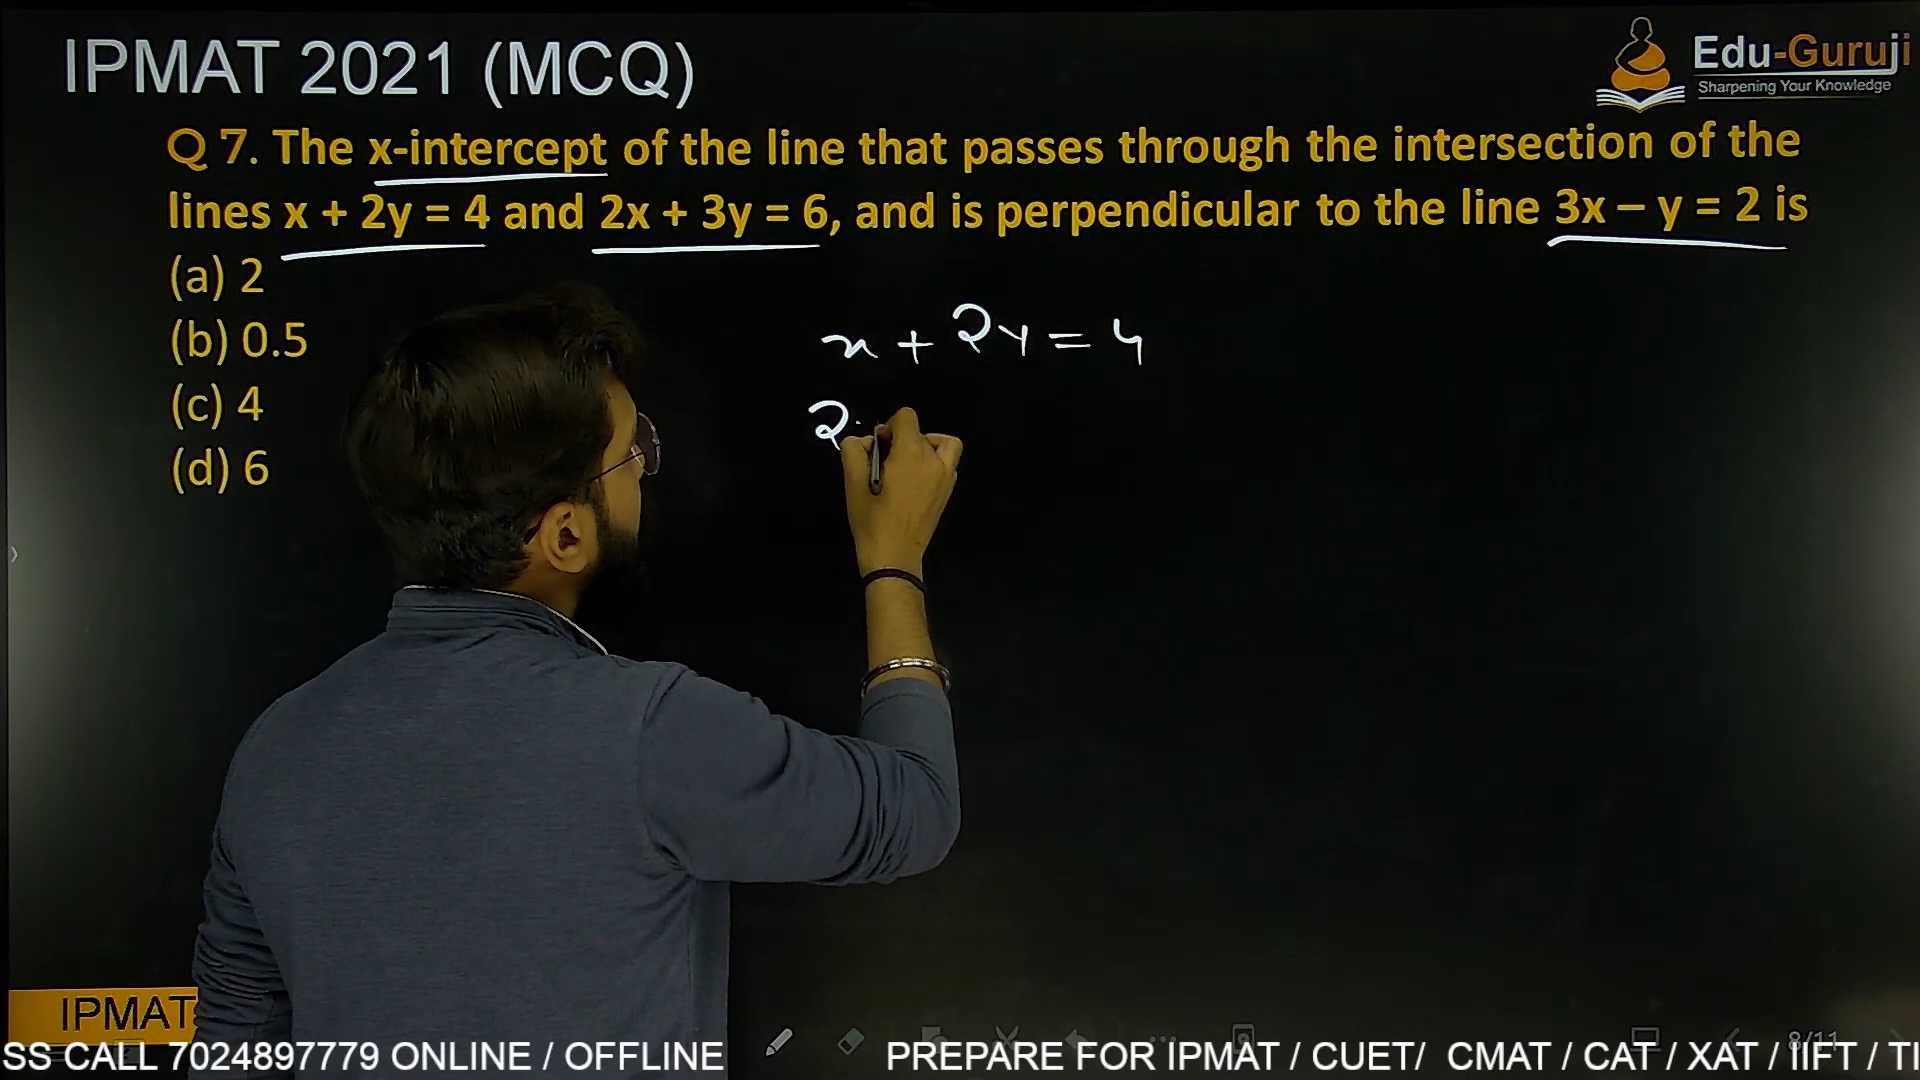 IPMAT 2021 (MCQ)
Edu-Guruji
Sharpening Your Knowledge
Q 7. The x-intercept of the line that passes through the intersection of the
lines x + 2y = 4 and 2x + 3y = 6, and is perpendicular to the line 3x – y = 2 is
(a) 2
(b) 0.5
(c) 4
(d) 6
x + 2y = 4
2
IPMAT
8/11
SS CALL 7024897779 ONLINE / OFFLINE PREPARE FOR IPMAT / CUET/ CMAT / CAT / XAT / IIFT / TI